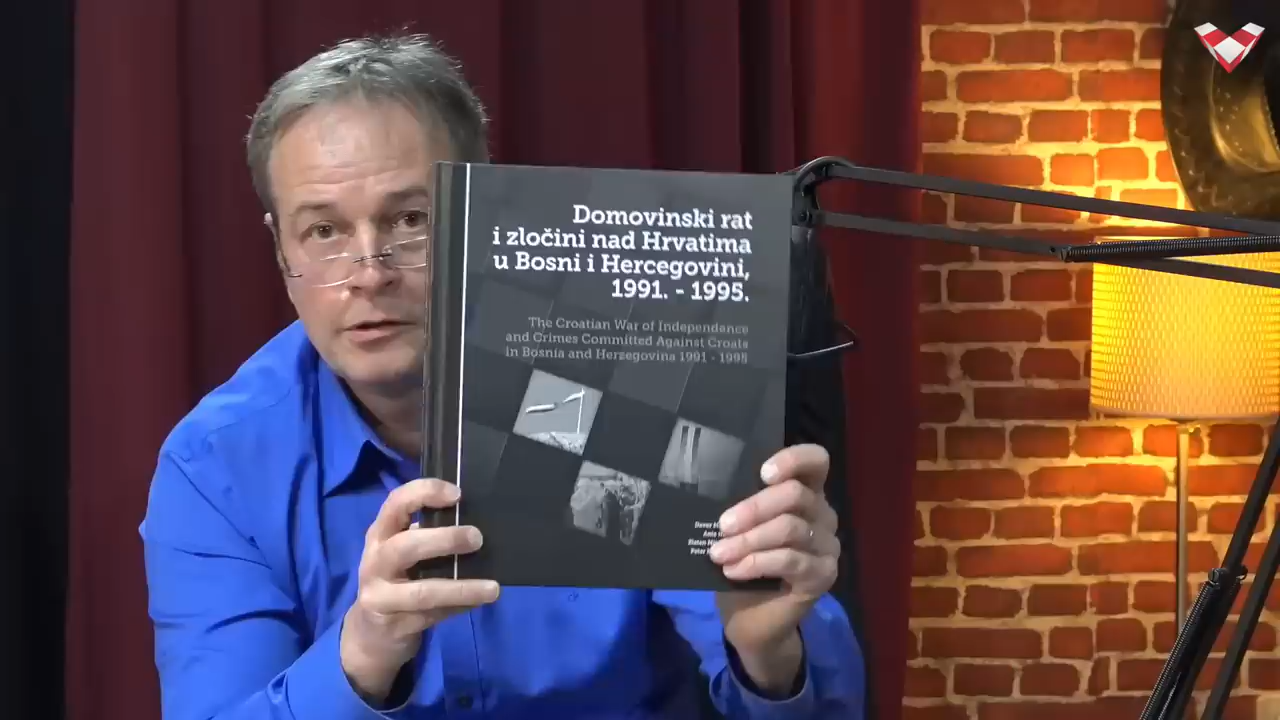 Domovinski rat
i zločini nad Hrvatima
u Bosni i Hercegovini,
1991. - 1995.
The Croatian War of Independence
and Crimes Committed Against Croats
in Bosnia and Herzegovina 1991 - 1995